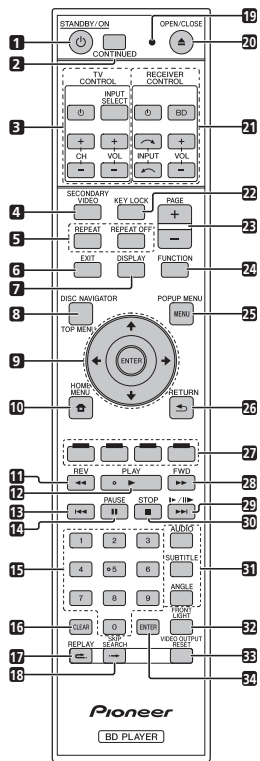 STANDBY/ON
OPEN/CLOSE
19
1
20
2
CONTINUED
TV CONTROL
RECEIVER CONTROL
INPUT SELECT
BD
3
21
+ + +
CH VOL INPUT VOL
– – –
SECONDARY VIDEO
KEY LOCK
PAGE
22
4
+
23
5
REPEAT
REPEAT OFF
–
6
EXIT
DISPLAY
FUNCTION
24
7
DISC NAVIGATOR
POPUP MENU
8
MENU
25
TOP MENU
9
ENTER
HOME MENU
RETURN
10
26
27
11
REV
PLAY
FWD
28
12
PAUSE
STOP
29
13
30
14
AUDIO
1 2 3
SUBTITLE
15
4 5 6
31
ANGLE
7 8 9
FRONT LIGHT
16
CLEAR
0
ENTER
32
REPLAY
SKIP SEARCH
VIDEO OUTPUT RESET
17
33
18
34
Pioneer
BD PLAYER